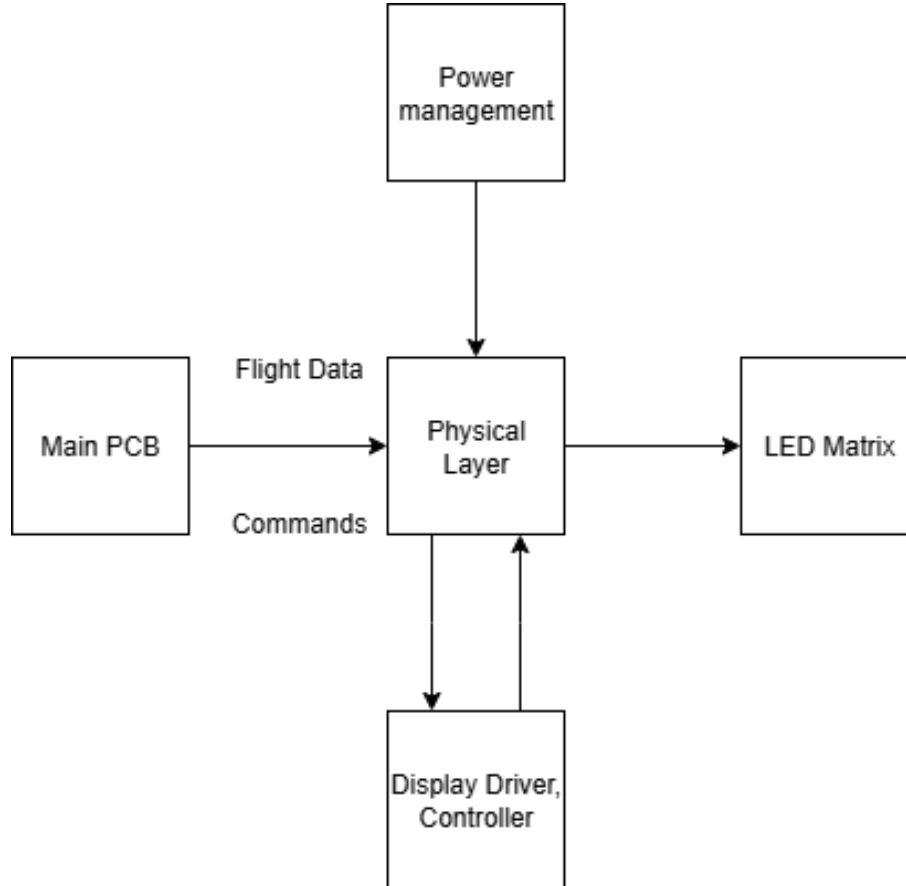 Power
management
Flight Data
Main PCB
Physical
Layer
LED Matrix
Commands
Display Driver,
Controller